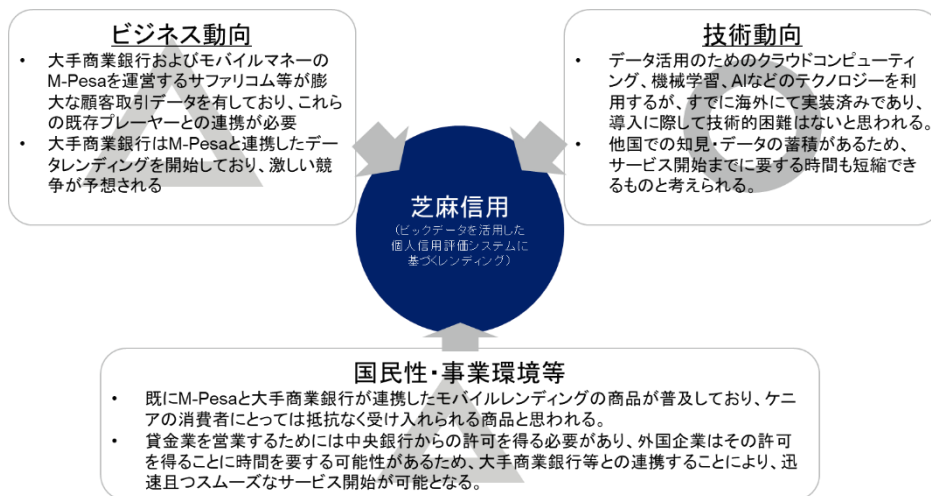 ビジネス動向
• 大手商業銀行およびモバイルマネーの
M-Pesaを運営するサファリコム等が膨
大な顧客取引データを有しており、これら
の既存プレーヤーとの連携が必要
• 大手商業銀行はM-Pesaと連携したデー
タレンディングを開始しており、激しい競
争が予想される
技術動向
• データ活用のためのクラウドコンピューティ
ング、機械学習、AIなどのテクノロジーを利
用するが、すでに海外にて実装済みであり、
導入に際して技術的困難はないと思われる。
• 他国での知見・データの蓄積があるため、
サービス開始までに要する時間も短縮でき
るものと考えられる。
芝麻信用
(ビックデータを活用した
個人信用評価システムに
基づくレンディング)
国民性・事業環境等
• 既にM-Pesaと大手商業銀行が連携したモバイルレンディングの商品が普及しており、ケニ
アの消費者にとっては抵抗なく受け入れられる商品と思われる。
• 貸金業を営業するためには中央銀行からの許可を得る必要があり、外国企業はその許可
を得ることに時間を要する可能性があるため、大手商業銀行等との連携することにより、迅
速且つスムーズなサービス開始が可能となる。